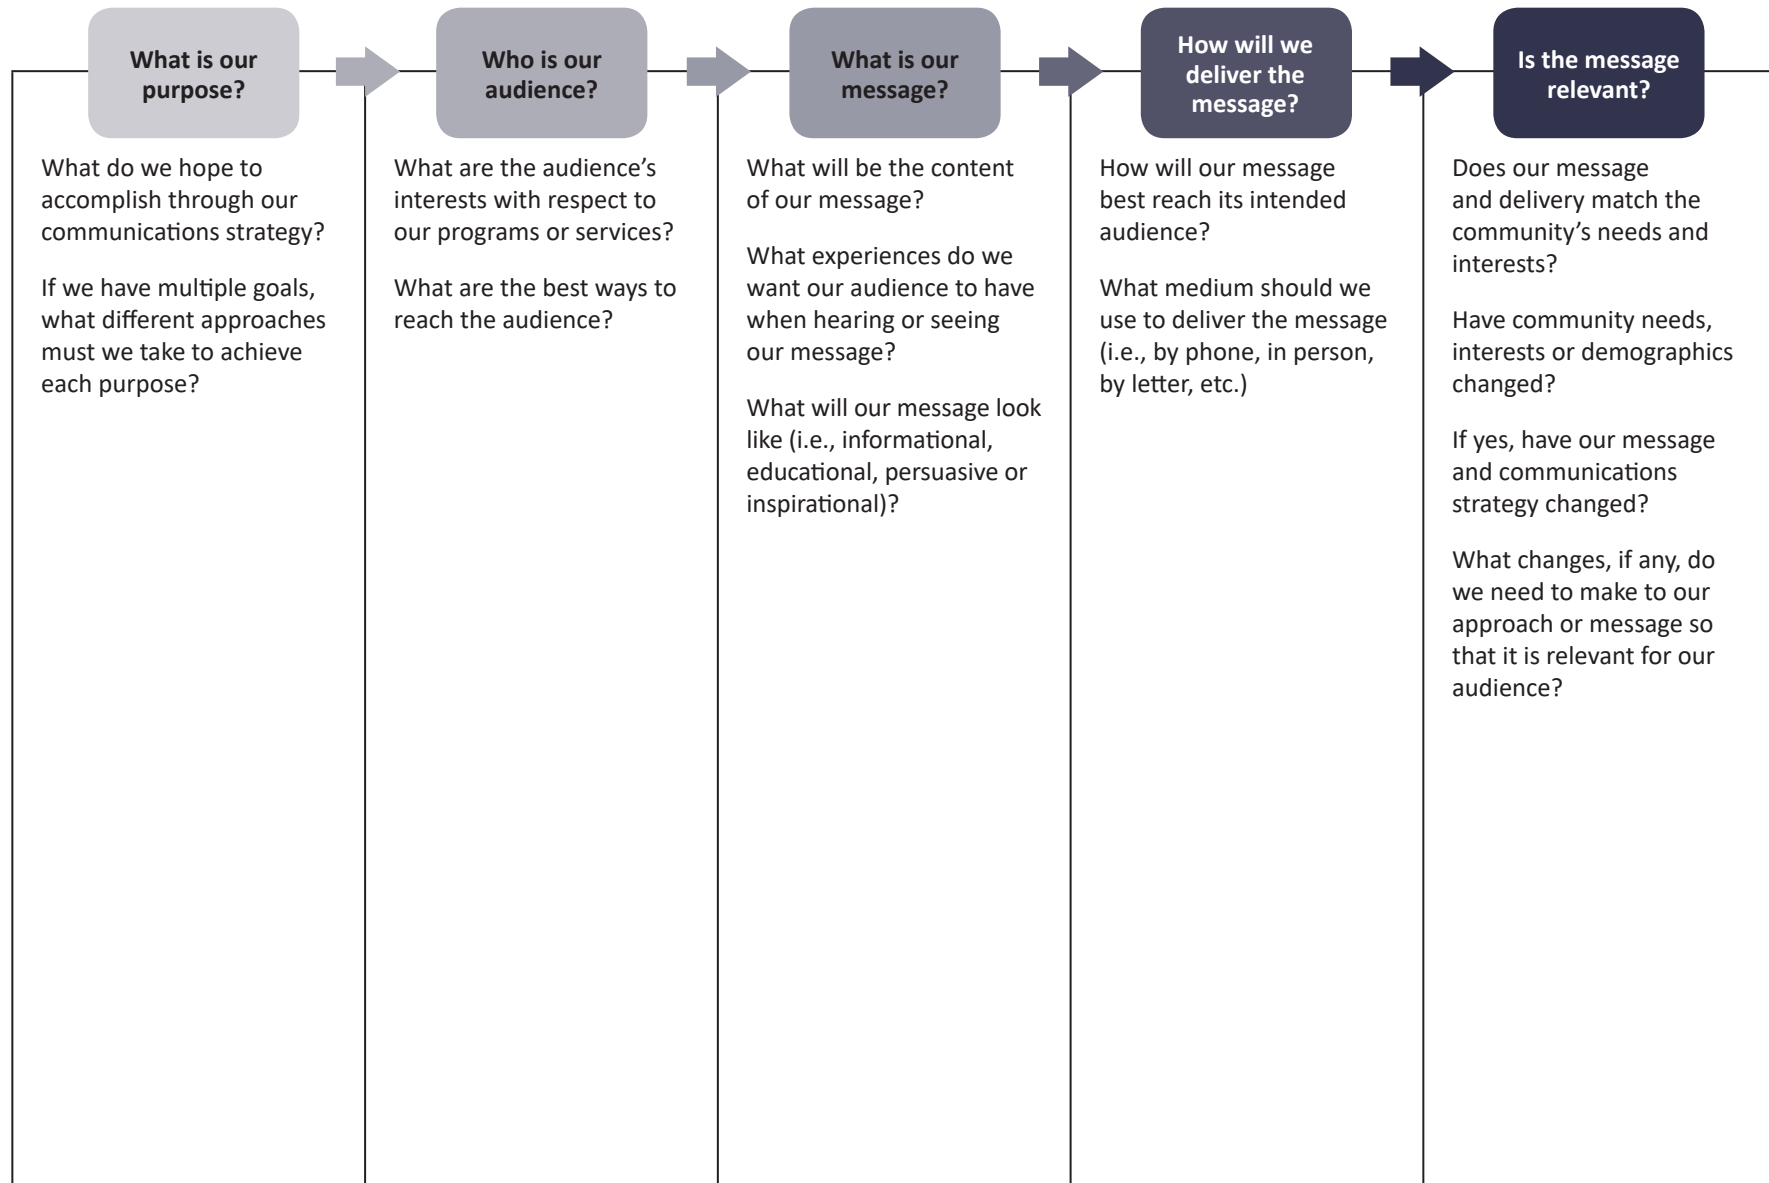 What is our
purpose?
What do we hope to
accomplish through our
communications strategy?
If we have multiple goals,
what different approaches
must we take to achieve
each purpose?
Who is our
audience?
What are the audience’s
interests with respect to
our programs or services?
What are the best ways to
reach the audience?
What is our
message?
What will be the content
of our message?
What experiences do we
want our audience to have
when hearing or seeing
our message?
What will our message look
like (i.e., informational,
educational, persuasive or
inspirational)?
How will we
deliver the
message?
How will our message
best reach its intended
audience?
What medium should we
use to deliver the message
(i.e., by phone, in person,
by letter, etc.)
Is the message
relevant?
Does our message
and delivery match the
community’s needs and
interests?
Have community needs,
interests or demographics
changed?
If yes, have our message
and communications
strategy changed?
What changes, if any, do
we need to make to our
approach or message so
that it is relevant for our
audience?